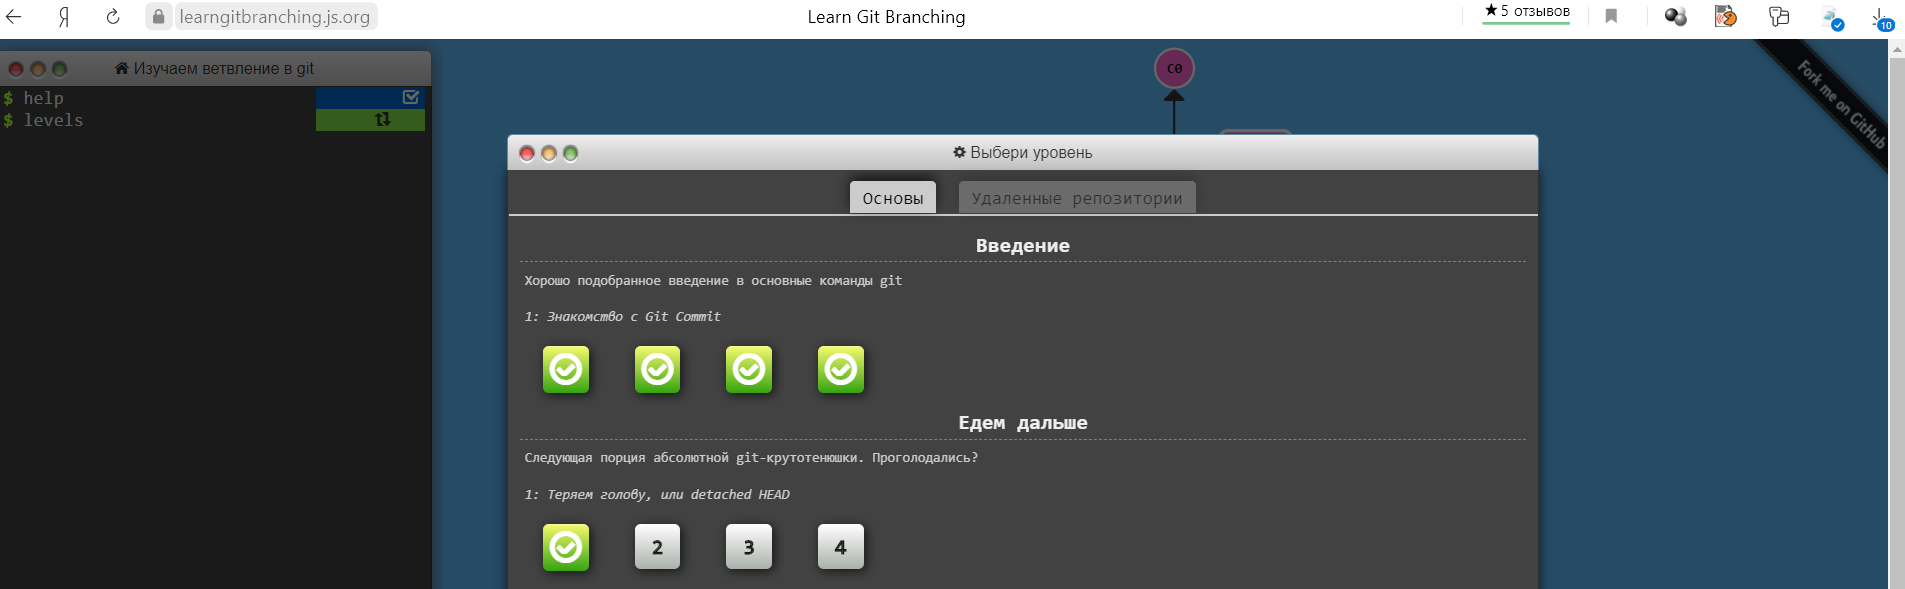 learngitbranching.js.org
Learn Git Branching
★5 отзывов
10
Изучаем ветвление в git
$ help
$ levels
C0
Fork me on GitHub
Выбери уровень
Основы
Удаленные репозитории
Введение
Хорошо подобранное введение в основные команды git
1: Знакомство с Git Commit
Едем дальше
Следующая порция абсолютной git-крутотенюшки. Проголодались?
1: Теряем голову, или detached HEAD
2 3 4